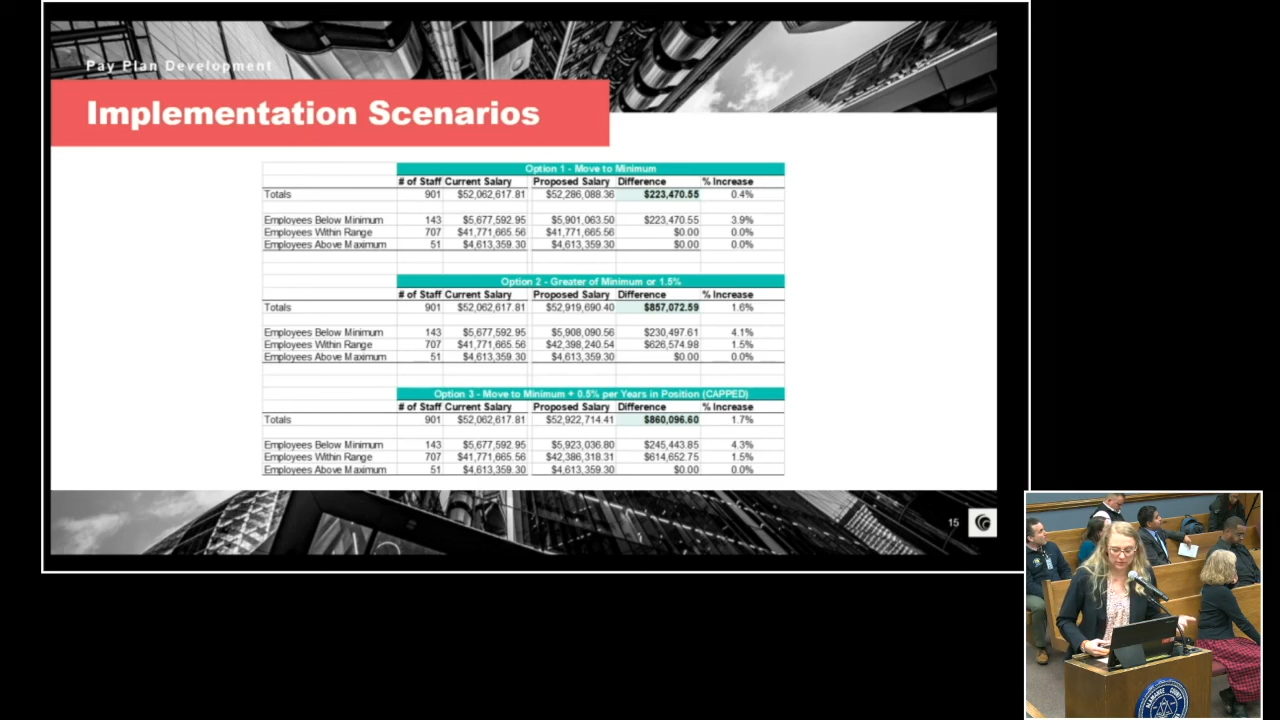 Pay Plan Development
Implementation Scenarios
Option 1 - Move to Minimum
# of Staff Current Salary Proposed Salary Difference % Increase
Totals 901 $52,062,617.81 $52,286,088.36 $223,470.55 0.4%
Employees Below Minimum 143 $5,677,592.95 $5,901,063.50 $223,470.55 3.9%
Employees Within Range 707 $41,771,665.56 $41,771,665.56 $0.00 0.0%
Employees Above Maximum 51 $4,613,359.30 $4,613,359.30 $0.00 0.0%
Option 2 - Greater of Minimum or 1.5%
# of Staff Current Salary Proposed Salary Difference % Increase
Totals 901 $52,062,617.81 $52,919,690.40 $857,072.59 1.6%
Employees Below Minimum 143 $5,677,592.95 $5,908,090.56 $230,497.61 4.1%
Employees Within Range 707 $41,771,665.56 $42,398,240.54 $626,574.98 1.5%
Employees Above Maximum 51 $4,613,359.30 $4,613,359.30 $0.00 0.0%
Option 3 - Move to Minimum + 0.5% per Years in Position (CAPPED)
# of Staff Current Salary Proposed Salary Difference % Increase
Totals 901 $52,062,617.81 $52,922,714.41 $860,096.60 1.7%
Employees Below Minimum 143 $5,677,592.95 $5,923,036.80 $245,443.85 4.3%
Employees Within Range 707 $41,771,665.56 $42,386,318.31 $614,652.75 1.5%
Employees Above Maximum 51 $4,613,359.30 $4,613,359.30 $0.00 0.0%
15
ALAMANCE COUNTY